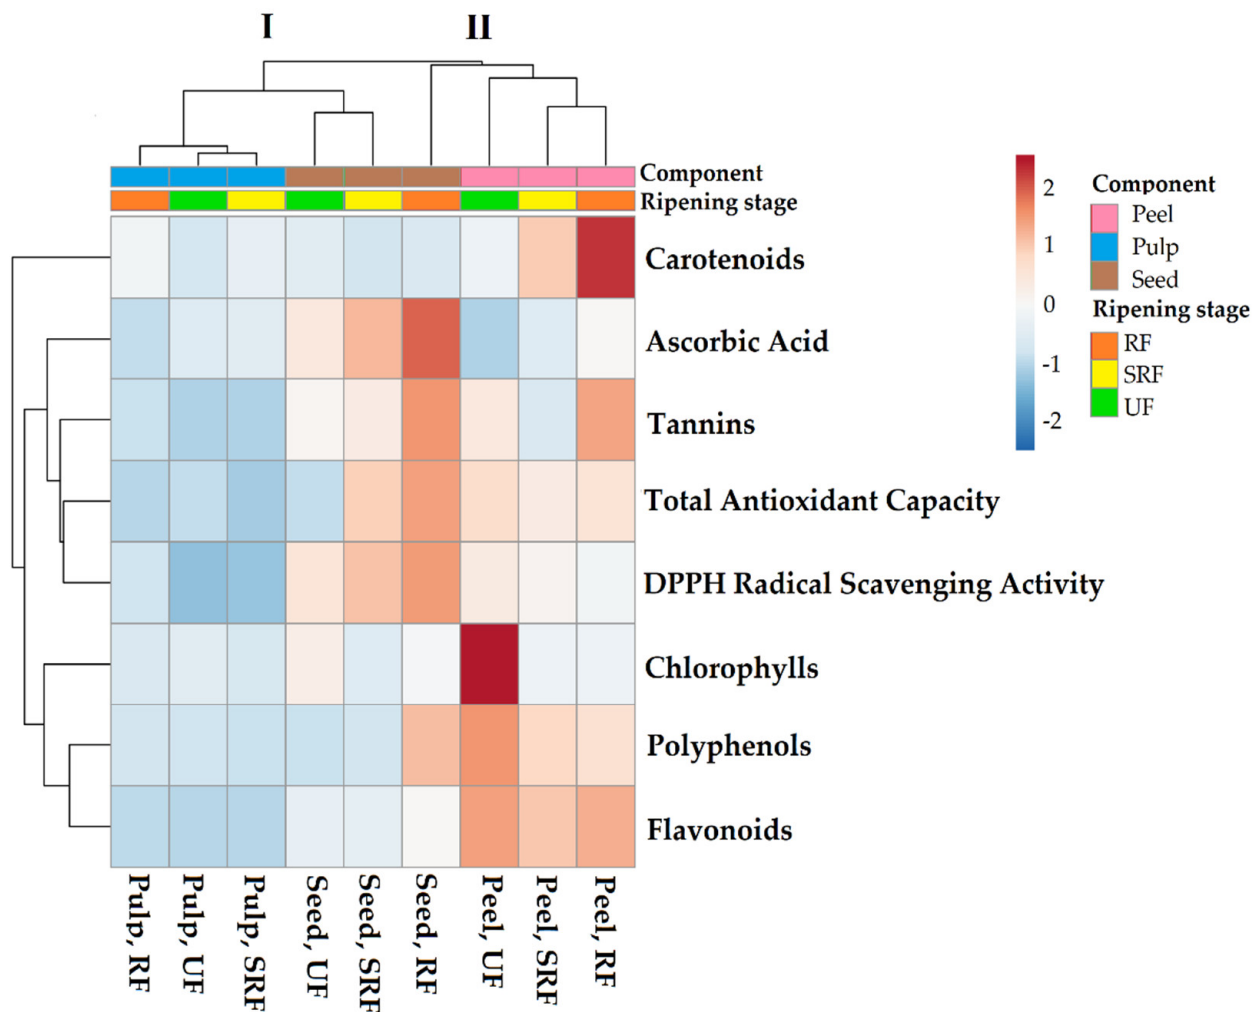 I II
Component
Ripening stage
Carotenoids
Ascorbic Acid
Tannins
Total Antioxidant Capacity
DPPH Radical Scavenging Activity
Chlorophylls
Polyphenols
Flavonoids
Pulp, RF
Pulp, UF
Pulp, SRF
Seed, UF
Seed, SRF
Seed, RF
Peel, UF
Peel, SRF
Peel, RF
2
1
0
-1
-2
Component
Peel
Pulp
Seed
Ripening stage
RF
SRF
UF